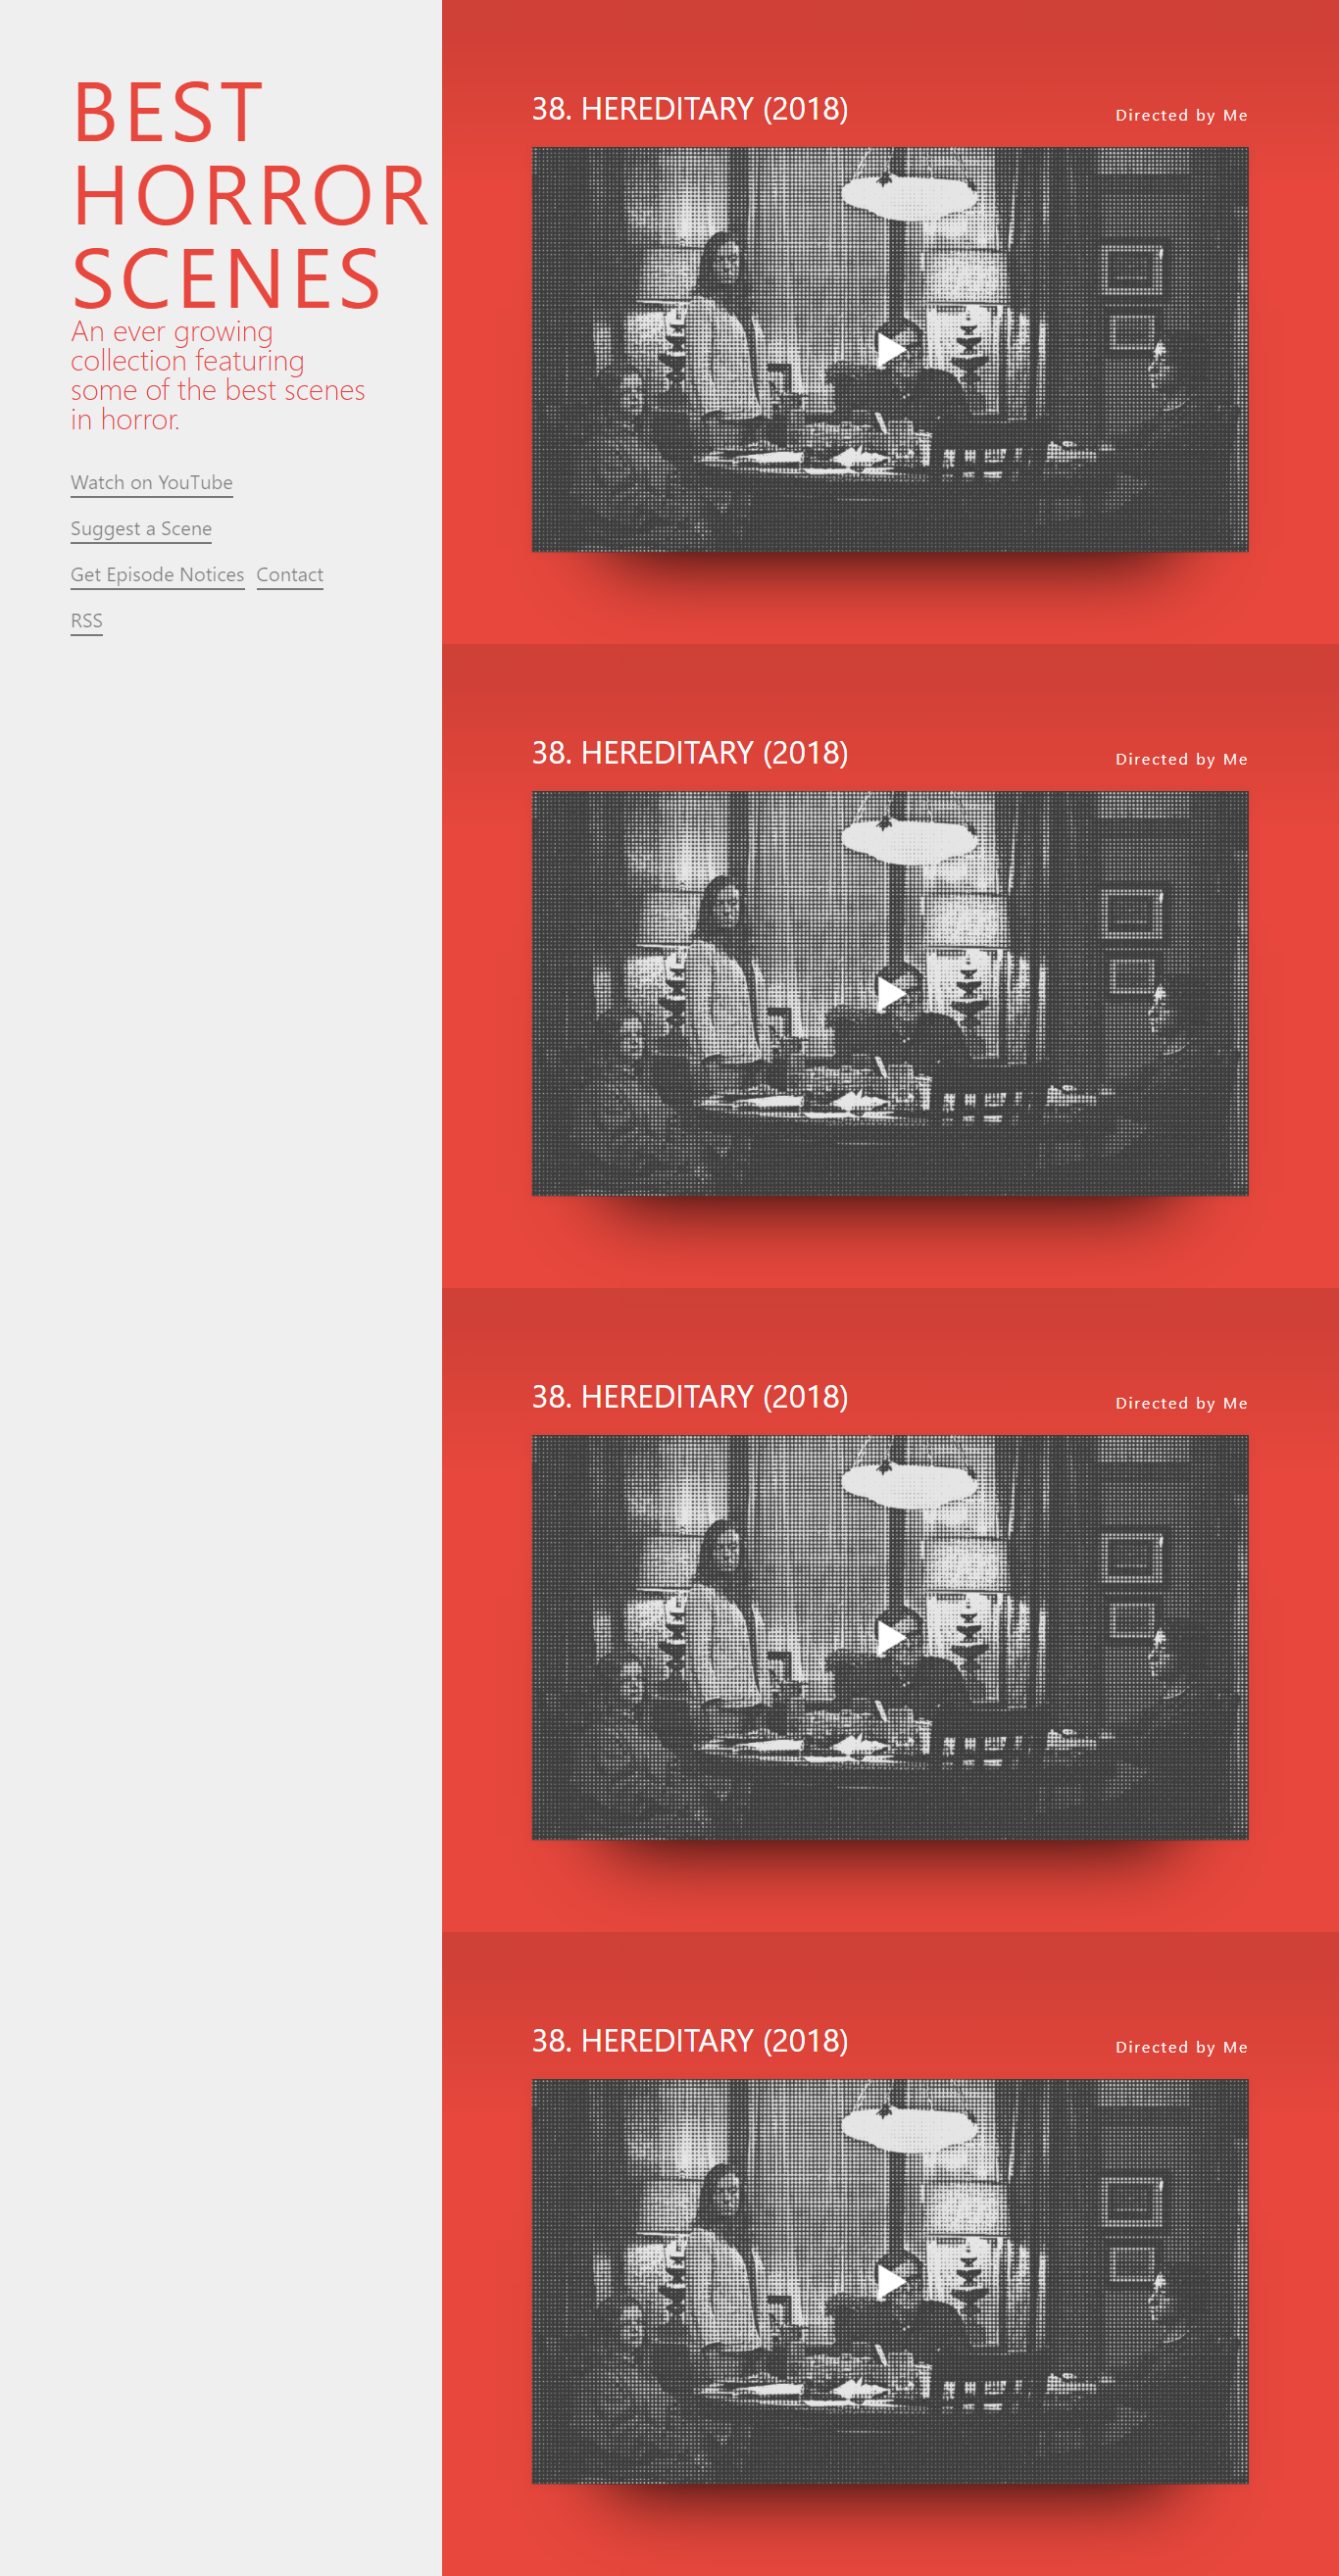 BEST
HORROR
SCENES
An ever growing
collection featuring
some of the best scenes
in horror.
Watch on YouTube
Suggest a Scene
Get Episode Notices Contact
RSS
38. HEREDITARY (2018) Directed by Me
38. HEREDITARY (2018) Directed by Me
38. HEREDITARY (2018) Directed by Me
38. HEREDITARY (2018) Directed by Me